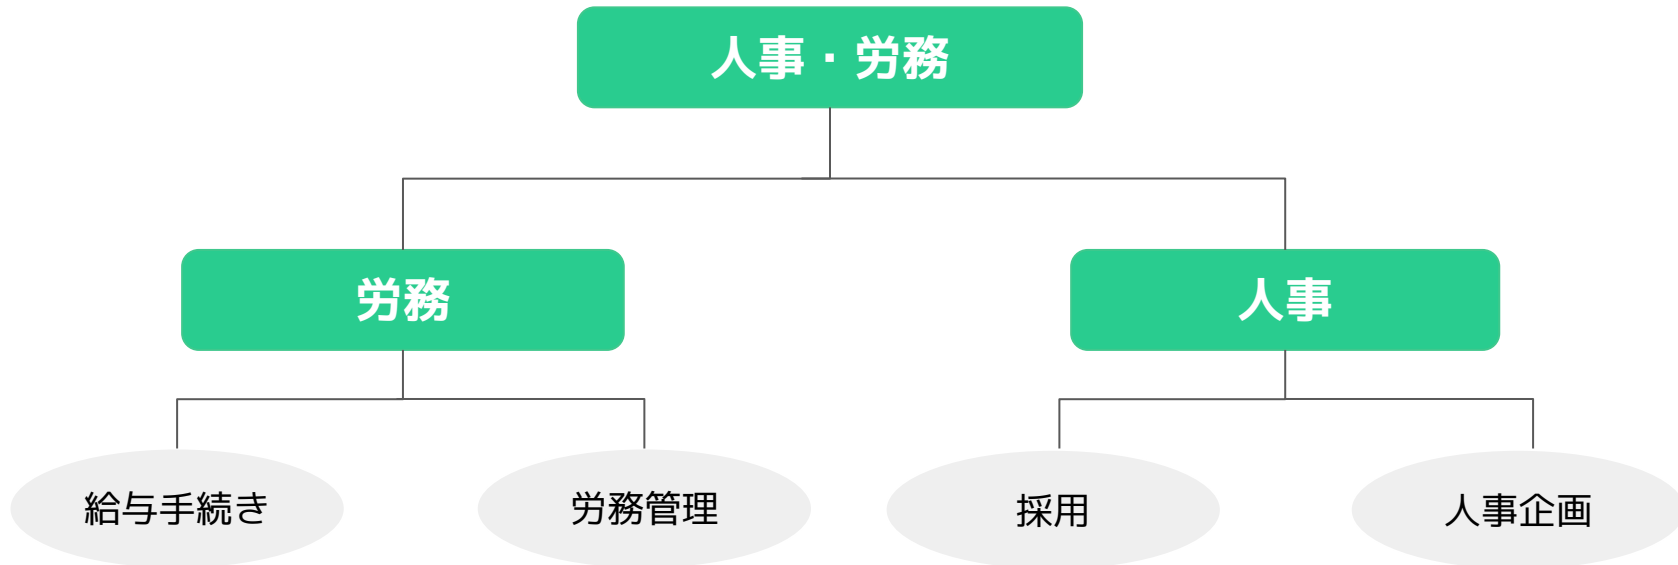 人事・労務
労務
人事
給与手続き
労務管理
採用
人事企画